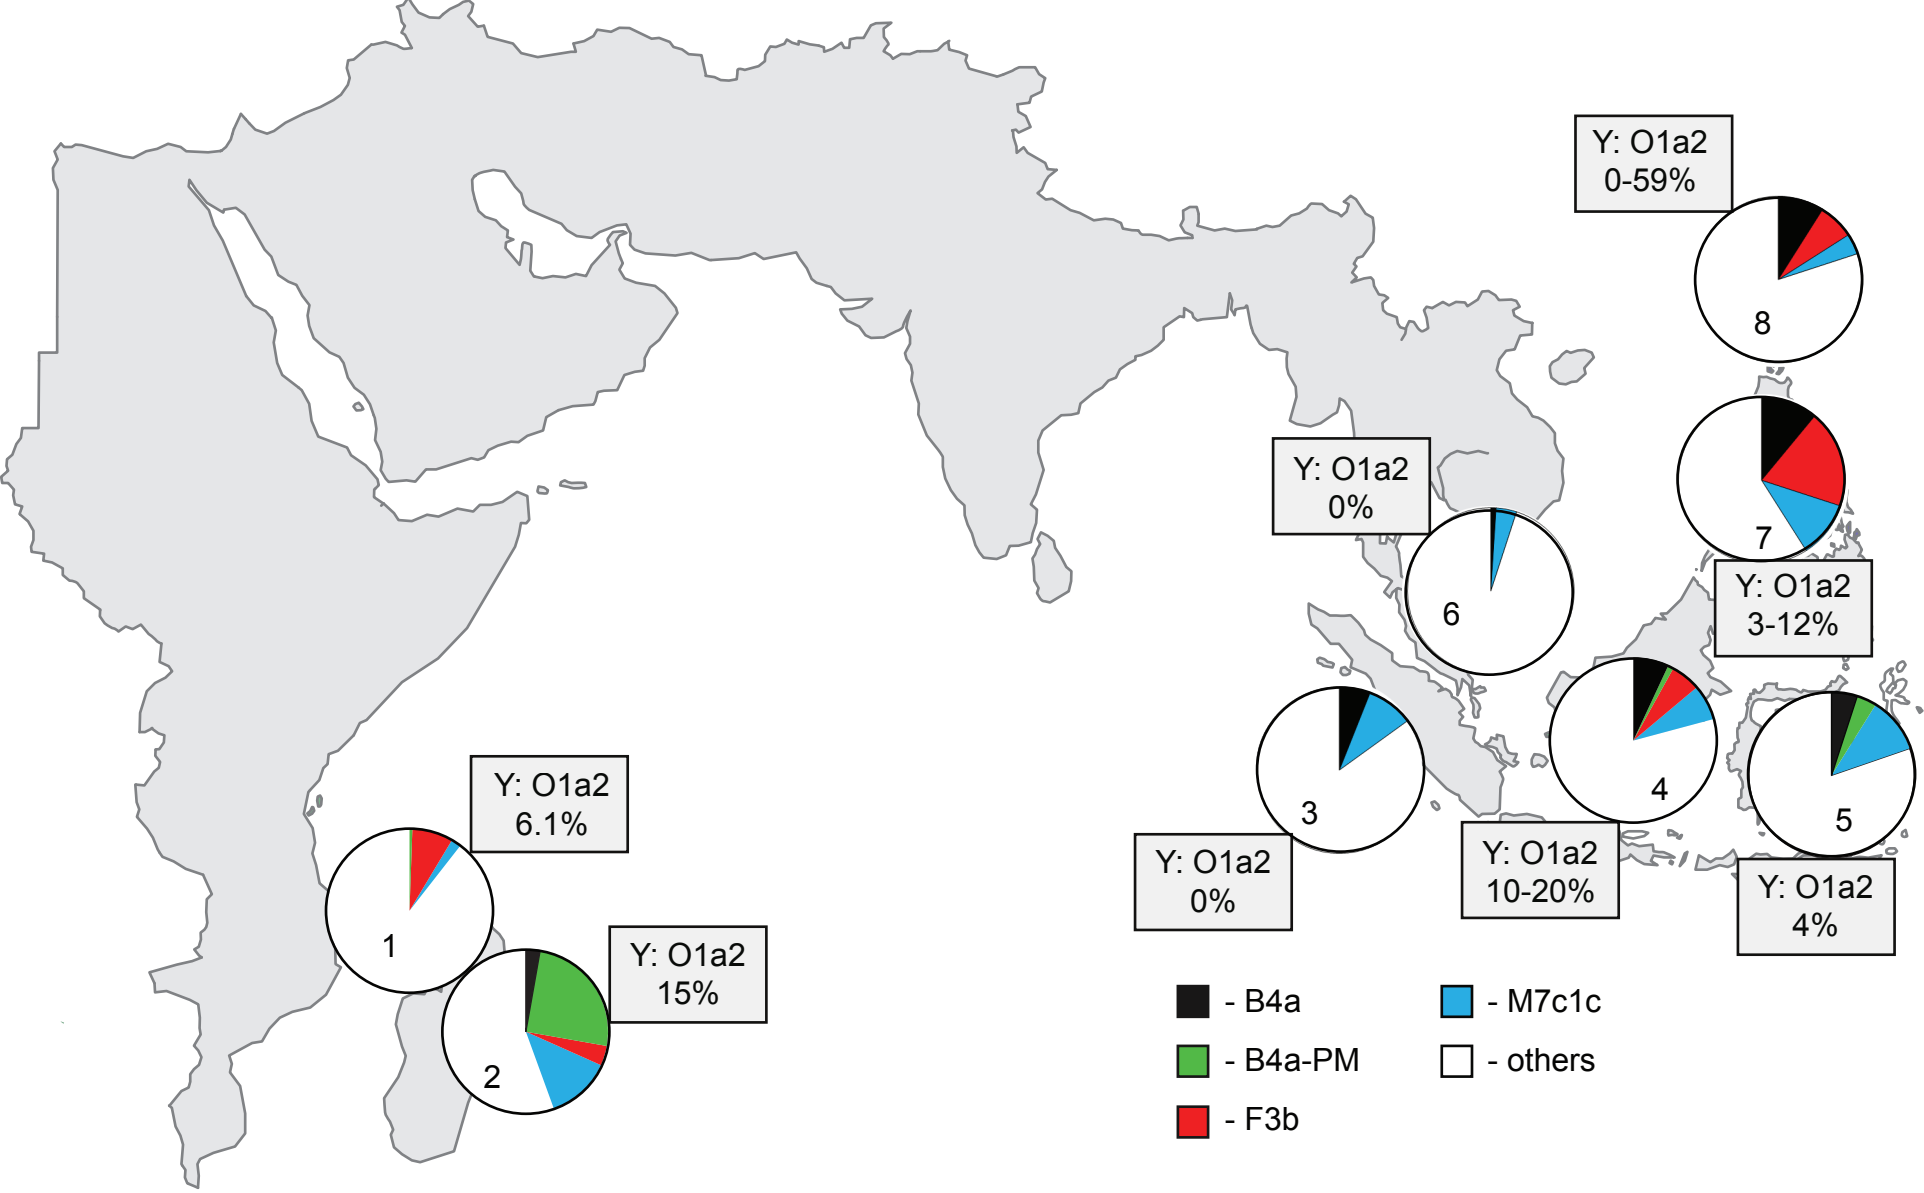 Y: O1a2
0-59%
8
Y: O1a2
0%
7
Y: O1a2
3-12%
6
Y: O1a2
6.1%
3
4
5
Y: O1a2
0%
Y: O1a2
10-20%
Y: O1a2
4%
1
Y: O1a2
15%
2
- B4a
- B4a-PM
- F3b
- M7c1c
- others